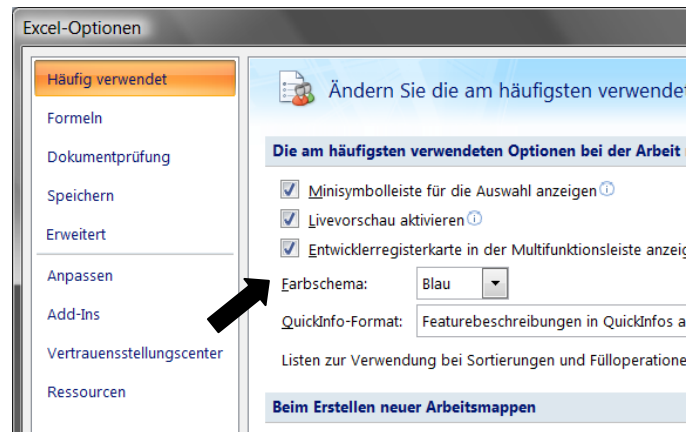 Excel-Optionen
Häufig verwendet
Formeln
Dokumentprüfung
Speichern
Erweitert
Anpassen
Add-Ins
Vertrauensstellungscenter
Ressourcen
Ändern Sie die am häufigsten verwendet
Die am häufigsten verwendeten Optionen bei der Arbeit
Minisymbolleiste für die Auswahl anzeigen
Livevorschau aktivieren
Entwicklerregisterkarte in der Multifunktionsleiste anzeig
Farbschema: Blau
QuickInfo-Format: Featurebeschreibungen in QuickInfos a
Listen zur Verwendung bei Sortierungen und Fülloperatione
Beim Erstellen neuer Arbeitsmappen